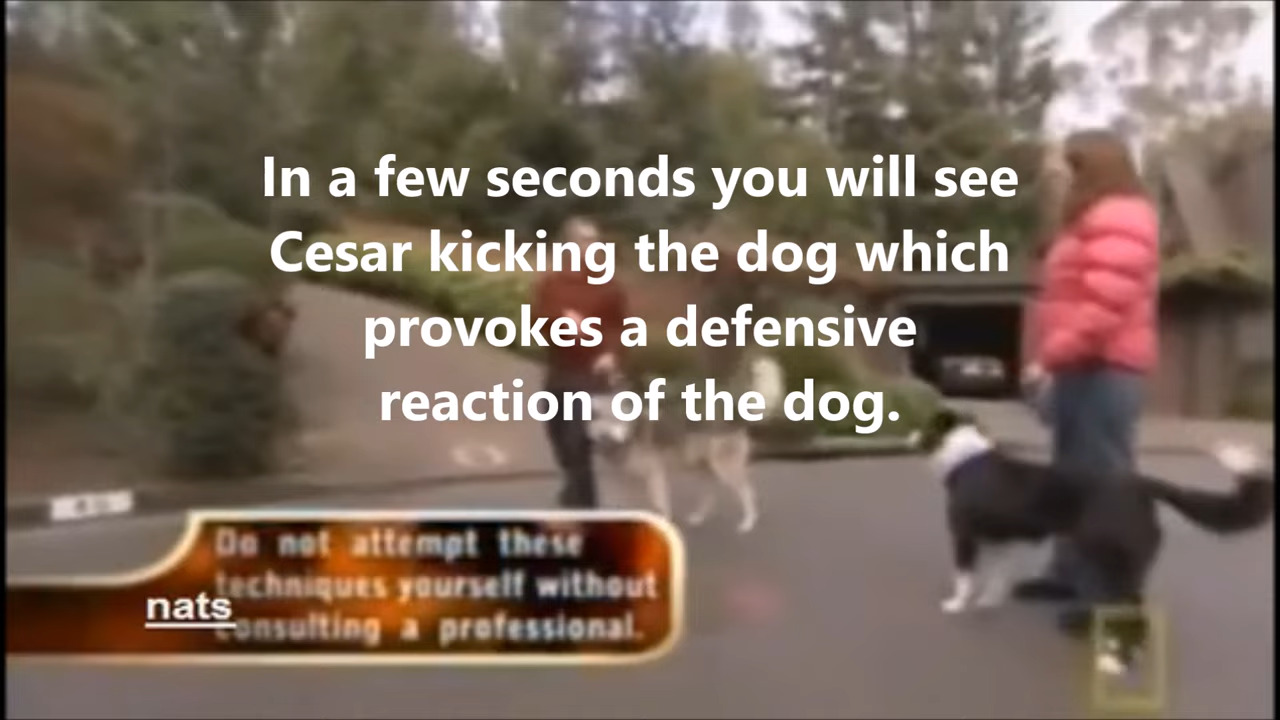 In a few seconds you will see
Cesar kicking the dog which
provokes a defensive
reaction of the dog.
Do not attempt these
techniques yourself without
nats
consulting a professional.